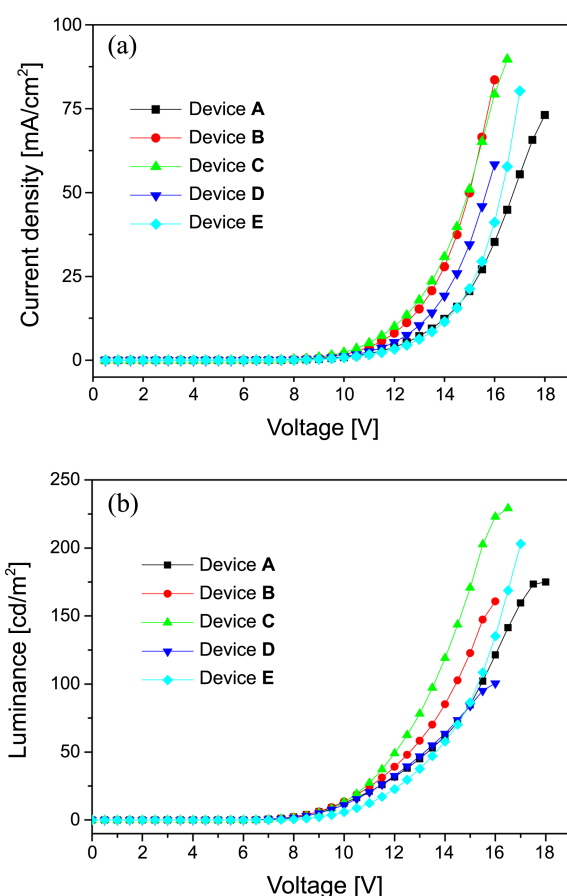 (a)
100
75
50
25
0
Current density [mA/cm²]
Device A
Device B
Device C
Device D
Device E
0 2 4 6 8 10 12 14 16 18
Voltage [V]
(b)
250
200
150
100
50
0
Luminance [cd/m²]
Device A
Device B
Device C
Device D
Device E
0 2 4 6 8 10 12 14 16 18
Voltage [V]